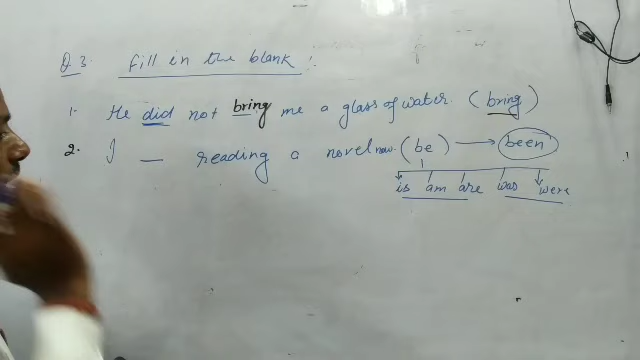 Q.3 Fill in the blank :-
1. He did not bring me a glass of water. (bring)
2. I — reading a novel now. (be) → been
is am are was were